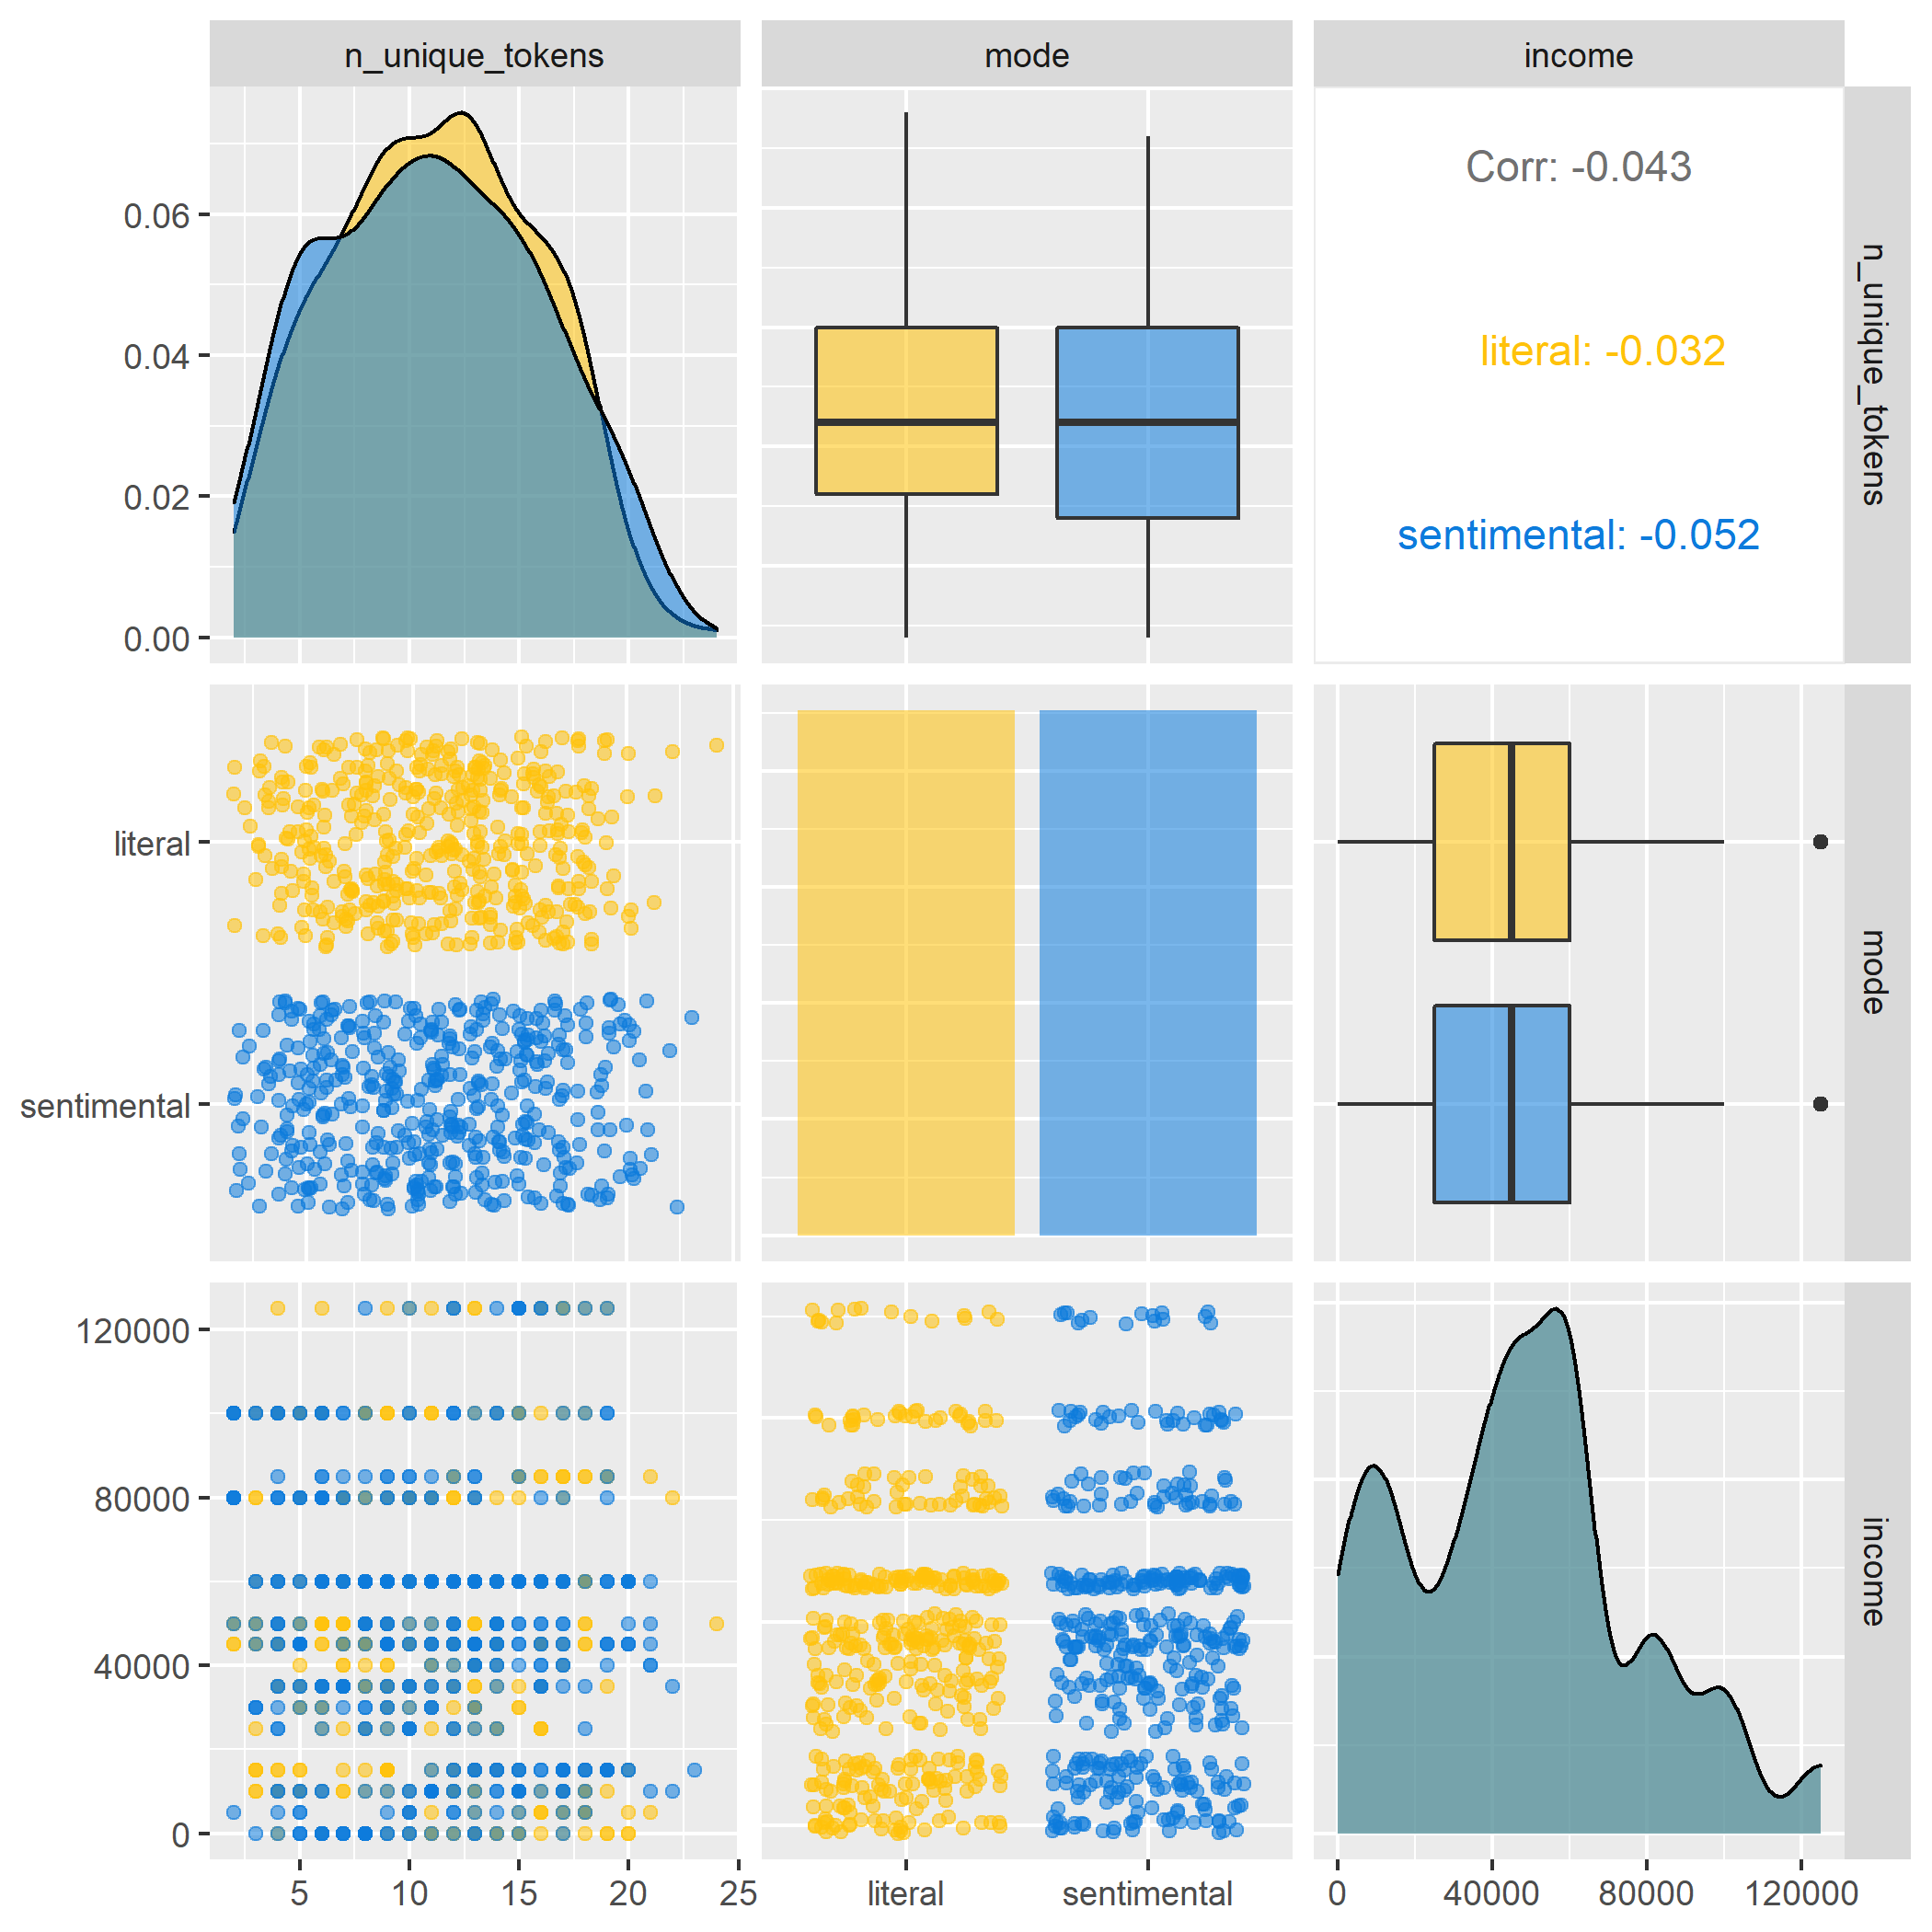 n_unique_tokens
mode
income
0.06
0.04
0.02
0.00
Corr: -0.043
literal: -0.032
sentimental: -0.052
n_unique_tokens
literal
sentimental
mode
120000
80000
40000
0
income
5
10
15
20
25
literal
sentimental
0
40000
80000
120000